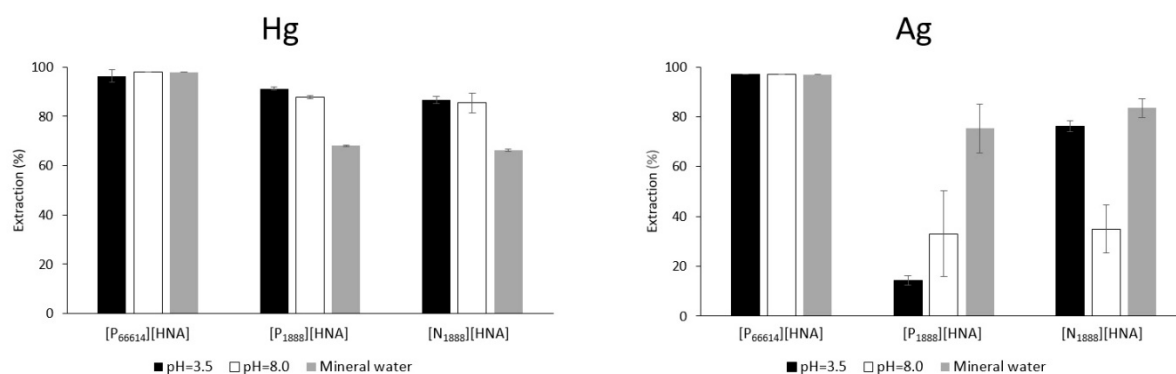 Hg
Extraction (%)
100
80
60
40
20
0
[P66614][HNA]
[P1888][HNA]
[N1888][HNA]
pH=3.5
pH=8.0
Mineral water
Ag
Extraction (%)
100
80
60
40
20
0
[P66614][HNA]
[P1888][HNA]
[N1888][HNA]
pH=3.5
pH=8.0
Mineral water